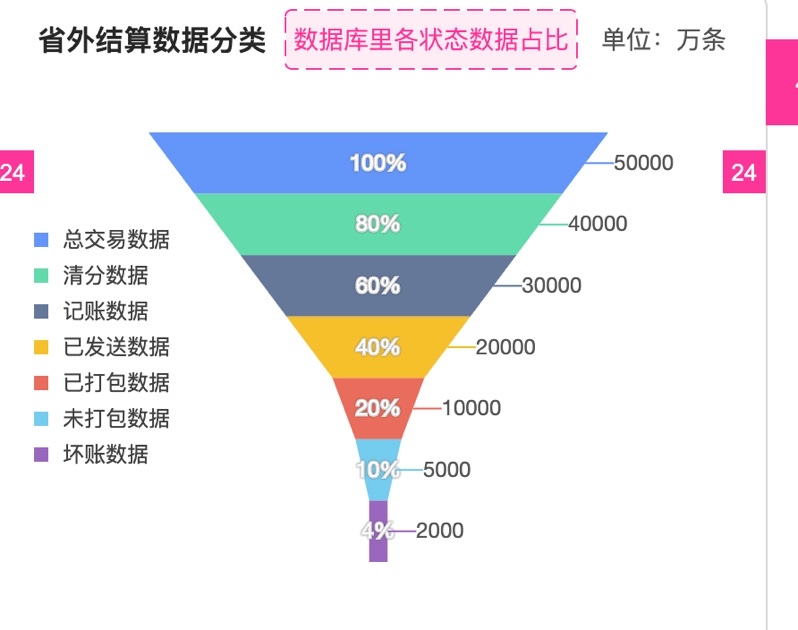 省外结算数据分类 数据库里各状态数据占比 单位：万条
24
24
100% 50000
80% 40000
60% 30000
40% 20000
20% 10000
10% 5000
4% 2000
总交易数据
清分数据
记账数据
已发送数据
已打包数据
未打包数据
坏账数据